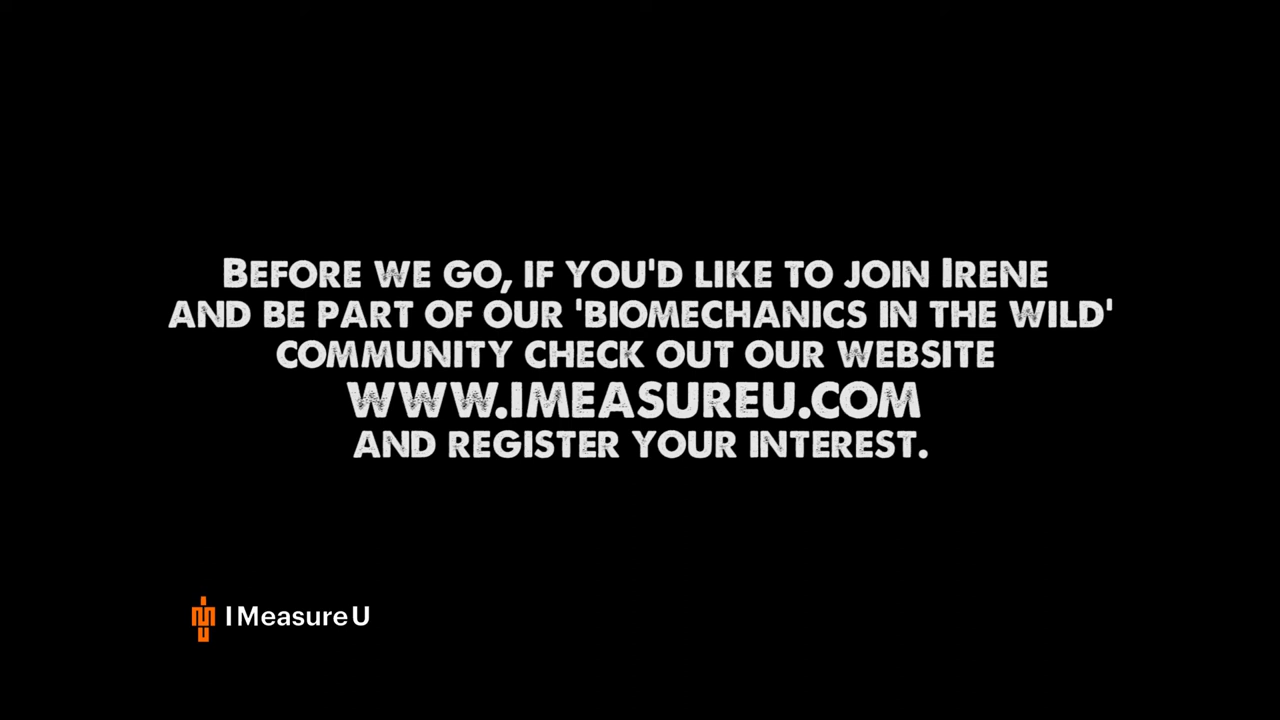 Before we go, if you'd like to join Irene
and be part of our 'biomechanics in the wild'
community check out our website
www.imeasureu.com
and register your interest.
I Measure U